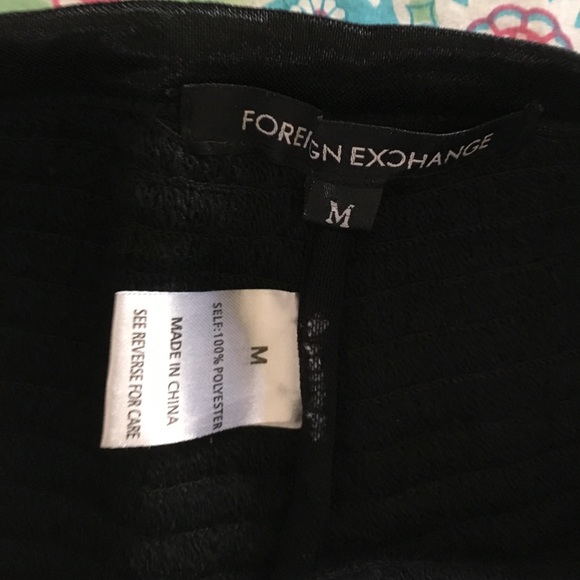 FOREIGN EXCHANGE
M
M
SELF:100% POLYESTER
MADE IN CHINA
SEE REVERSE FOR CARE